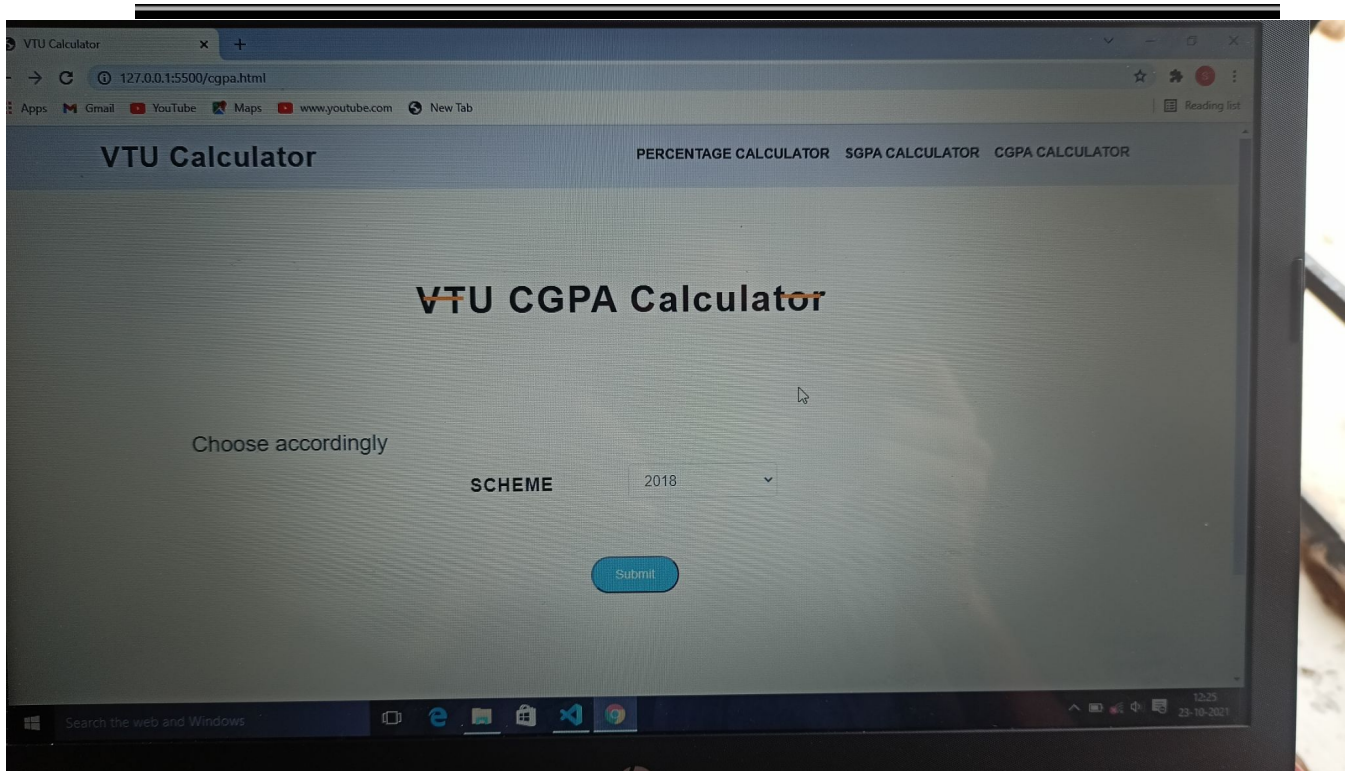 VTU Calculator
127.0.0.1:5500/cgpa.html
Apps Gmail YouTube Maps www.youtube.com New Tab Reading list
VTU Calculator PERCENTAGE CALCULATOR SGPA CALCULATOR CGPA CALCULATOR
VTU CGPA Calculator
Choose accordingly
SCHEME 2018
Submit
Search the web and Windows
12:25
23-10-2021